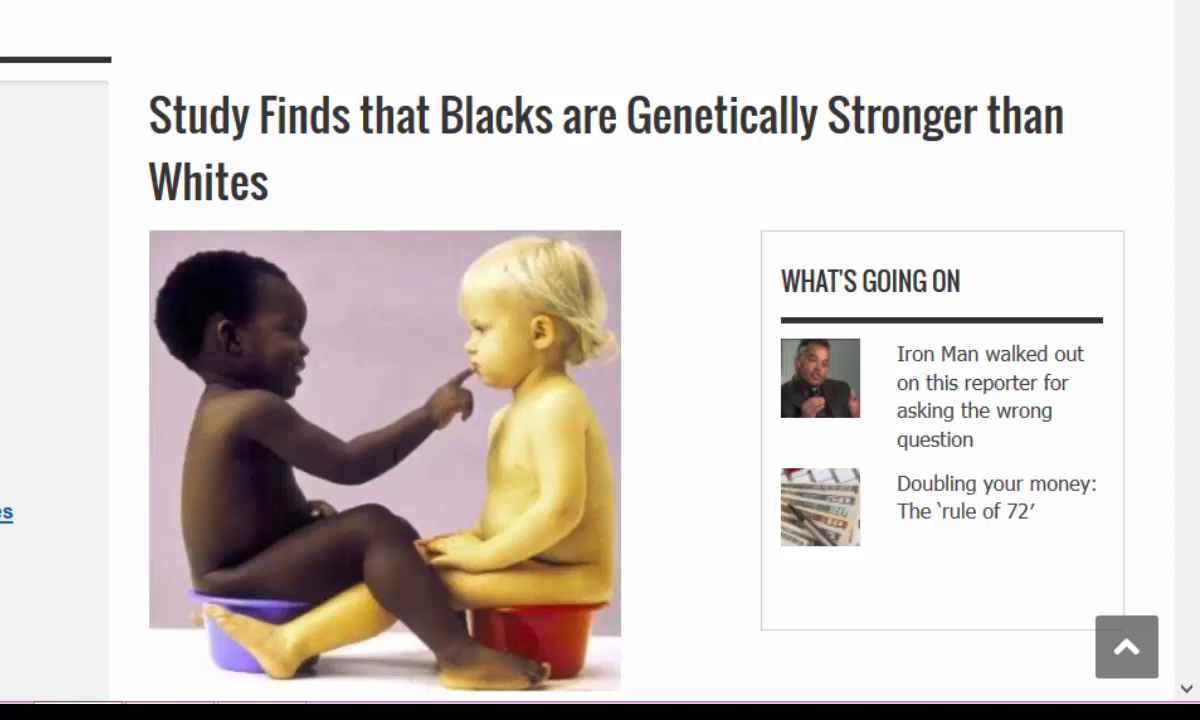 Study Finds that Blacks are Genetically Stronger than
Whites
WHAT'S GOING ON
Iron Man walked out
on this reporter for
asking the wrong
question
Doubling your money:
The ‘rule of 72′
es